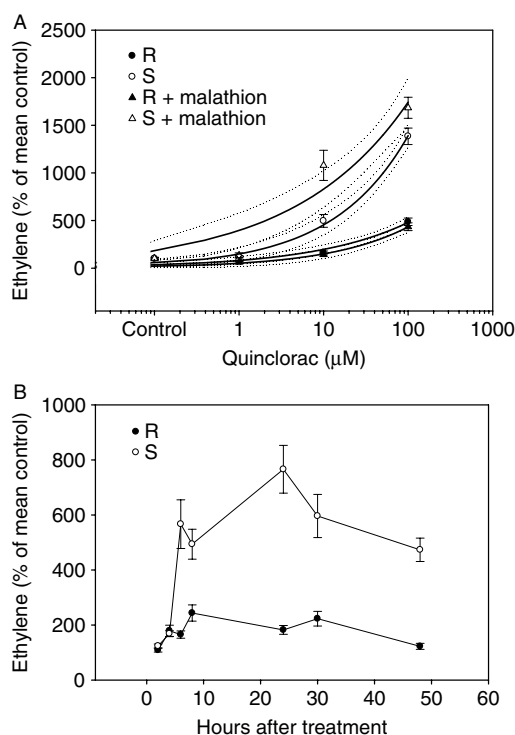 A
R
S
R + malathion
S + malathion
Ethylene (% of mean control)
2500
2000
1500
1000
500
0
Control 1 10 100 1000
Quinclorac (μM)
B
R
S
Ethylene (% of mean control)
1000
800
600
400
200
0
0 10 20 30 40 50 60
Hours after treatment